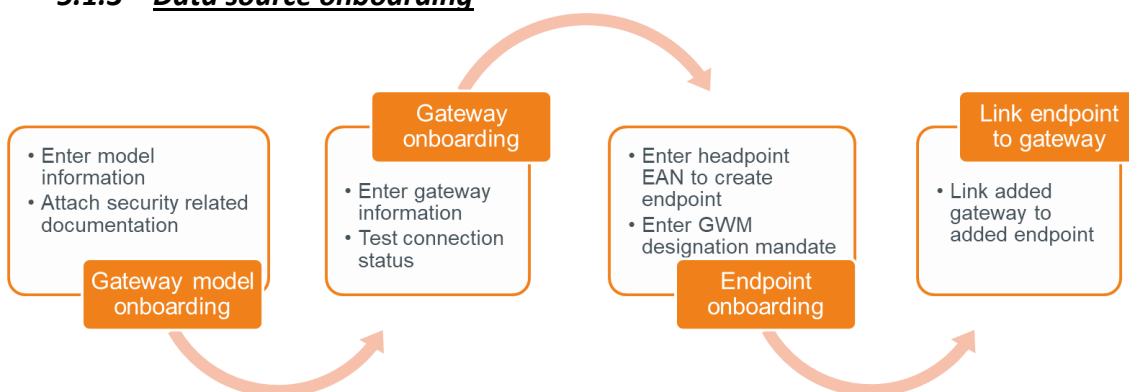 Data source onboarding
• Enter model
information
• Attach security related
documentation
Gateway model
onboarding
Gateway
onboarding
• Enter gateway
information
• Test connection
status
• Enter headpoint
EAN to create
endpoint
• Enter GWM
designation mandate
Endpoint
onboarding
Link endpoint
to gateway
• Link added
gateway to
added endpoint